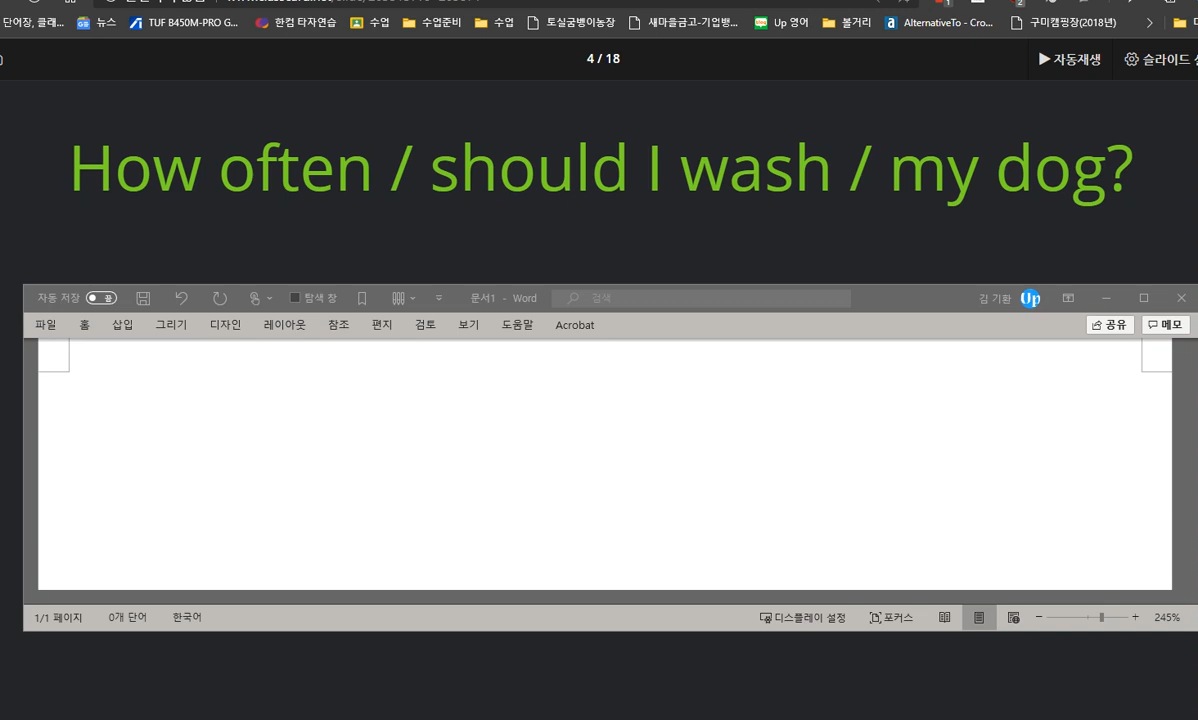 단어장, 클래... 뉴스 TUF B450M-PRO G... 한컴 타자연습 수업 수업준비 수업 토실굼뱅이농장 새마을금고-기업뱅... Up 영어 볼거리 AlternativeTo - Cro... 구미캠핑장(2018년)
4 / 18 자동재생 슬라이드
How often / should I wash / my dog?
자동 저장 끔 탐색 창 문서1 - Word 검색 김 기환 Up
파일 홈 삽입 그리기 디자인 레이아웃 참조 편지 검토 보기 도움말 Acrobat 공유 메모
1/1 페이지 0개 단어 한국어 디스플레이 설정 포커스 245%